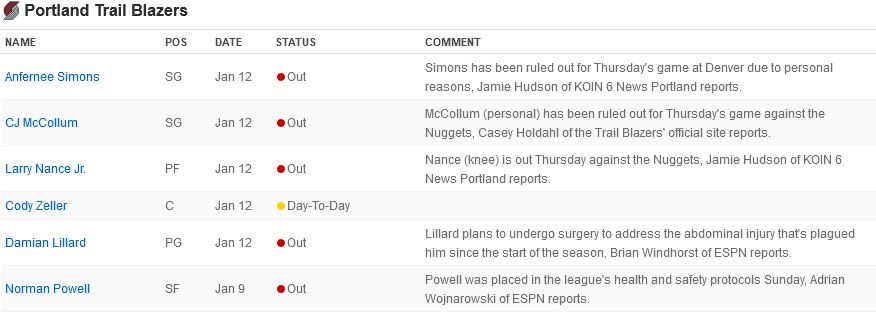 Portland Trail Blazers
NAME POS DATE STATUS COMMENT
Anfernee Simons SG Jan 12 Out Simons has been ruled out for Thursday's game at Denver due to personal
reasons, Jamie Hudson of KOIN 6 News Portland reports.
CJ McCollum SG Jan 12 Out McCollum (personal) has been ruled out for Thursday's game against the
Nuggets, Casey Holdahl of the Trail Blazers' official site reports.
Larry Nance Jr. PF Jan 12 Out Nance (knee) is out Thursday against the Nuggets, Jamie Hudson of KOIN 6
News Portland reports.
Cody Zeller C Jan 12 Day-To-Day
Damian Lillard PG Jan 12 Out Lillard plans to undergo surgery to address the abdominal injury that's plagued
him since the start of the season, Brian Windhorst of ESPN reports.
Norman Powell SF Jan 9 Out Powell was placed in the league's health and safety protocols Sunday, Adrian
Wojnarowski of ESPN reports.